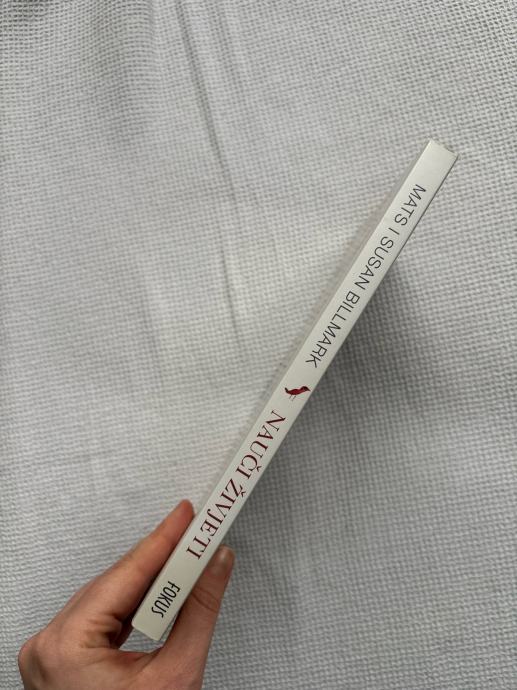 MATS I SUSAN BILLMARK
NAUČI ŽIVJETI
FOKUS